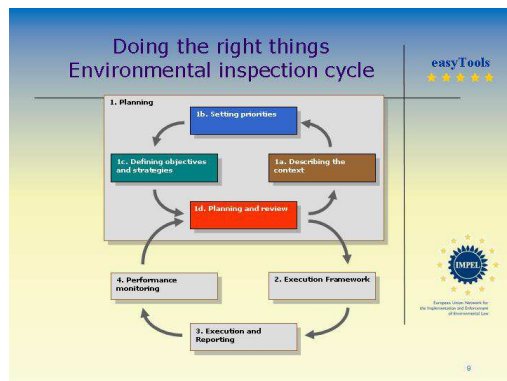 Doing the right things
Environmental inspection cycle
easyTools
1. Planning
1b. Setting priorities
1c. Defining objectives
and strategies
1a. Describing the
context
1d. Planning and review
4. Performance
monitoring
2. Execution Framework
3. Execution and
Reporting
IMPEL
European Union Network for
the Implementation and Enforcement
of Environmental Law
9